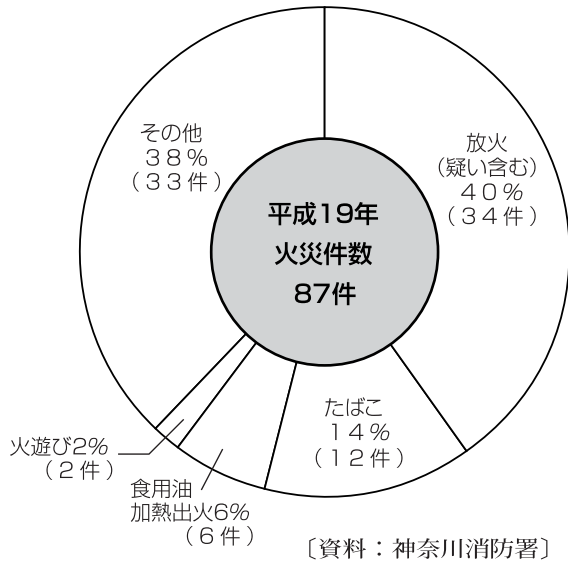 平成19年
火災件数
87件
放火
（疑い含む）
４０％
（３４件）
たばこ
１４％
（１２件）
食用油
加熱出火6%
（６件）
火遊び2%
（２件）
その他
３８％
（３３件）
〔資料：神奈川消防署〕